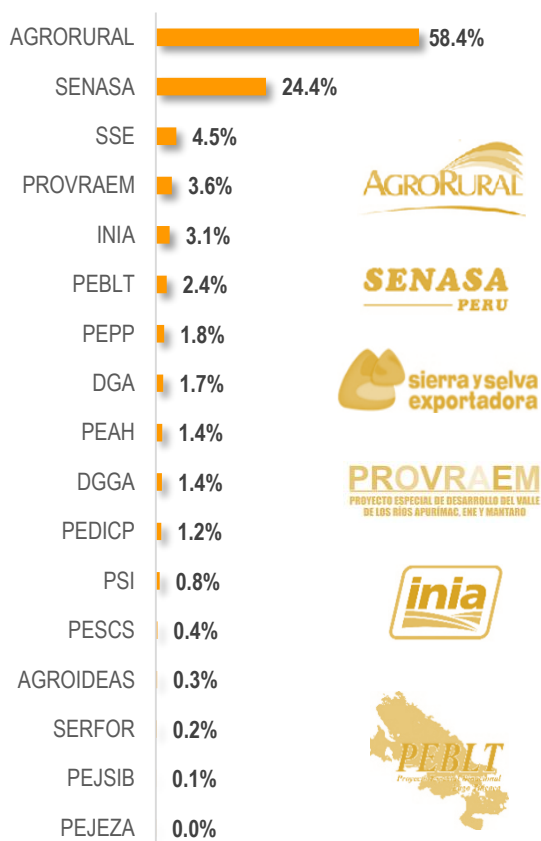 AGRORURAL 58.4%
SENASA 24.4%
SSE 4.5%
PROVRAEM 3.6%
INIA 3.1%
PEBLT 2.4%
PEPP 1.8%
DGA 1.7%
PEAH 1.4%
DGGA 1.4%
PEDICP 1.2%
PSI 0.8%
PESCS 0.4%
AGROIDEAS 0.3%
SERFOR 0.2%
PEJSIB 0.1%
PEJEZA 0.0%
AGRORURAL
SENASA
PERU
sierra y selva
exportadora
PROVRAEM
PROYECTO ESPECIAL DE DESARROLLO DEL VALLE
DE LOS RÍOS APURÍMAC, ENE Y MANTARO
inia
PEBLT